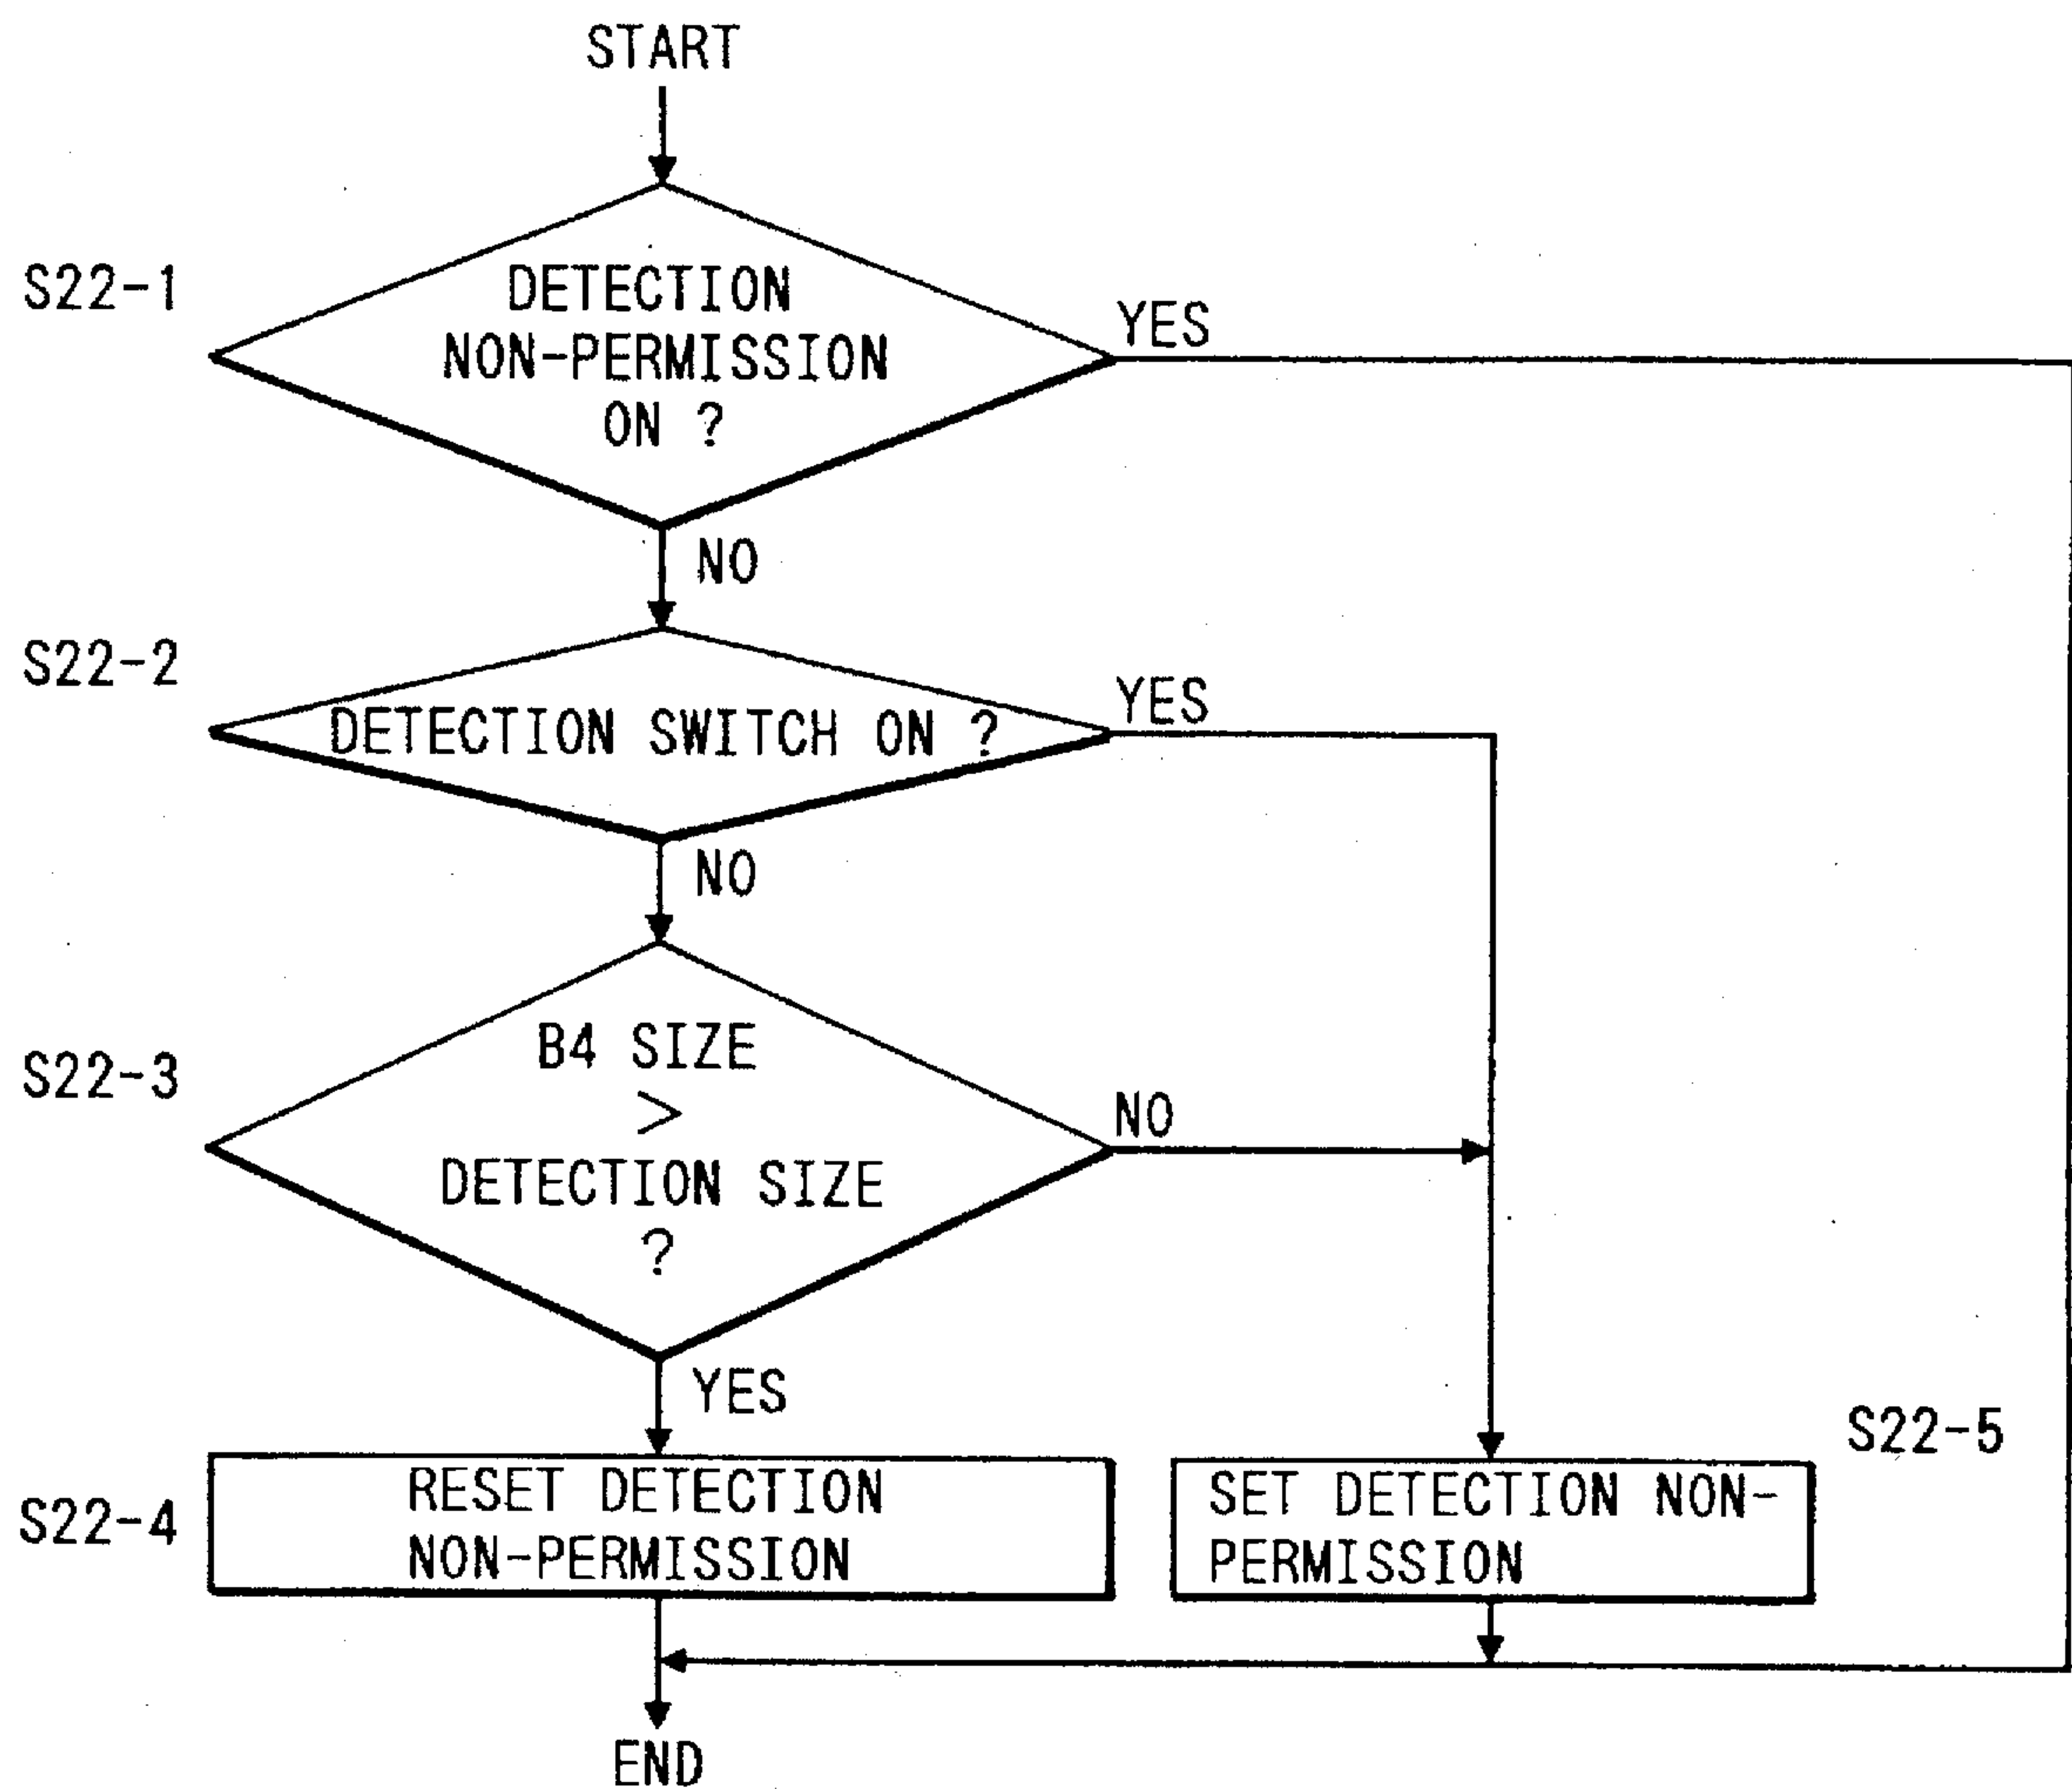 START
S22-1
DETECTION
NON-PERMISSION
ON ?
YES
NO
S22-2
DETECTION SWITCH ON ?
YES
NO
S22-3
B4 SIZE
>
DETECTION SIZE
?
NO
YES
S22-4
RESET DETECTION
NON-PERMISSION
S22-5
SET DETECTION NON-
PERMISSION
END